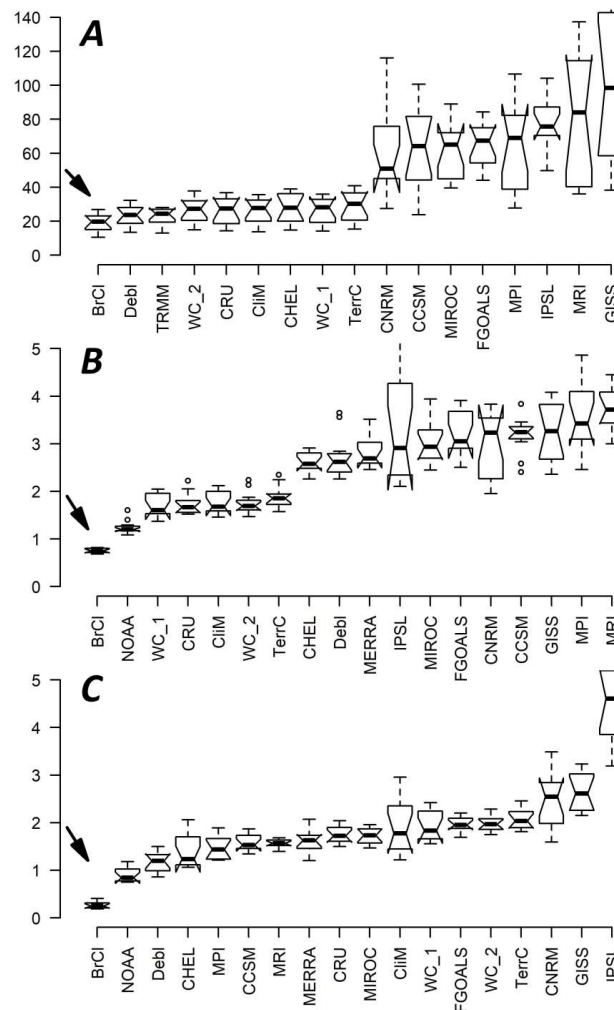 A
140
120
100
80
60
40
20
0
BrCl
Debl
TRMM
WC_2
CRU
CliM
CHEL
WC_1
TerrC
CNRM
CCSM
MIROC
FGOALS
MPI
IPSL
MRI
GISS
B
5
4
3
2
1
0
BrCl
NOAA
WC_1
CRU
CliM
WC_2
TerrC
CHEL
Debl
MERRA
IPSL
MIROC
FGOALS
CNRM
CCSM
GISS
MPI
MRI
C
5
4
3
2
1
0
BrCl
NOAA
Debl
CHEL
MPI
CCSM
MRI
MERRA
CRU
MIROC
CliM
WC_1
FGOALS
WC_2
TerrC
CNRM
GISS
IPSL